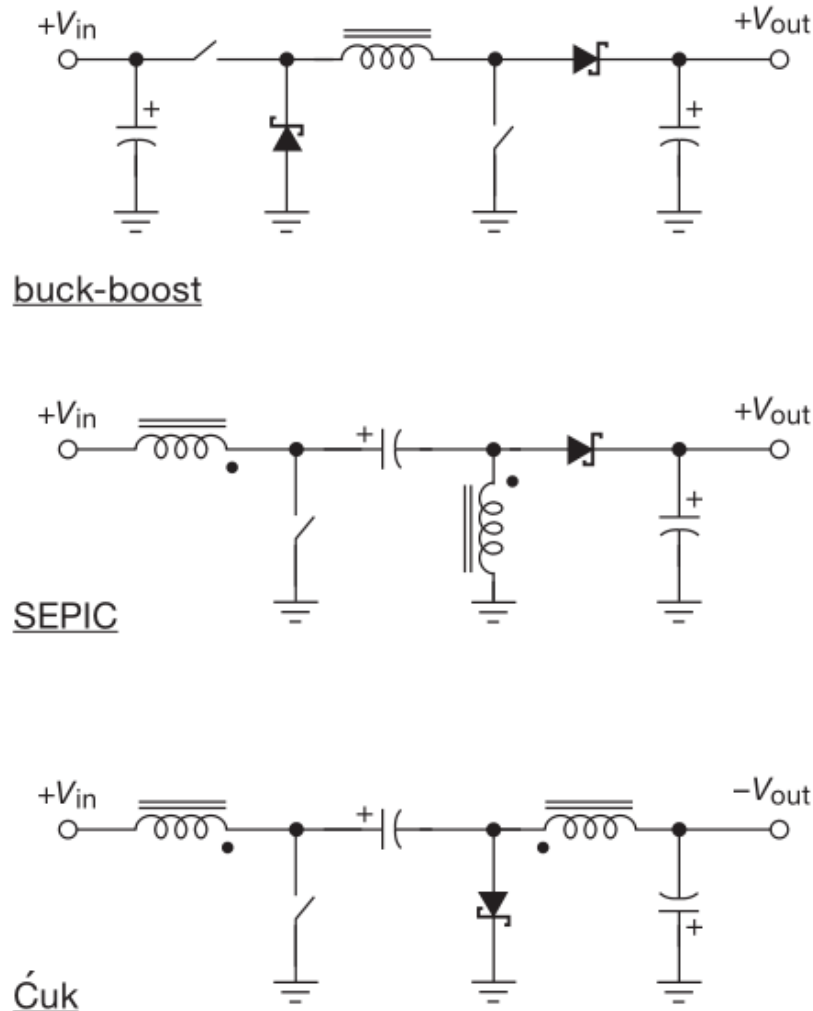 +Vin +Vout
+
+
buck-boost
+Vin +Vout
+
+
SEPIC
+Vin −Vout
+
+
Ćuk